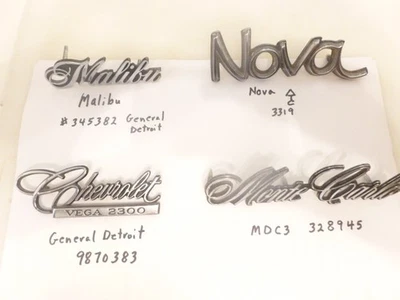 Malibu
Malibu
#345382 General
Detroit
Nova
Nova
C
3319
Chevrolet
VEGA 2300
General Detroit
9870383
Monte Carlo
MDC3 328945